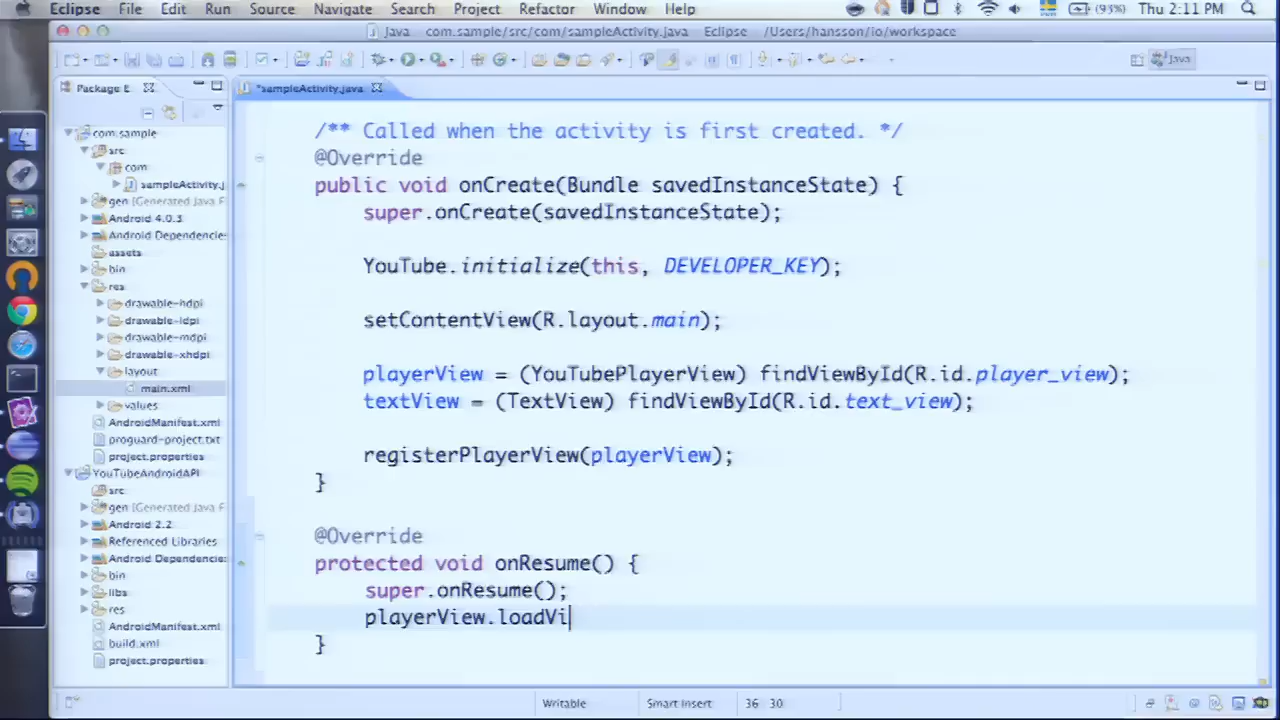 Eclipse File Edit Run Source Navigate Search Project Refactor Window Help (93%) Thu 2:11 PM
Java com.sample/src/com/sampleActivity.java Eclipse /Users/hansson/io/workspace
Java
Package E
*sampleActivity.java
com.sample
src
com
sampleActivity.j
gen [Generated Java F
Android 4.0.3
Android Dependencie
assets
bin
res
drawable-hdpi
drawable-ldpi
drawable-mdpi
drawable-xhdpi
layout
main.xml
values
AndroidManifest.xml
proguard-project.txt
project.properties
YouTubeAndroidAPI
src
gen [Generated Java F
Android 2.2
Referenced Libraries
Android Dependencie
bin
libs
res
AndroidManifest.xml
build.xml
project.properties
/** Called when the activity is first created. */
@Override
public void onCreate(Bundle savedInstanceState) {
super.onCreate(savedInstanceState);
YouTube.initialize(this, DEVELOPER_KEY);
setContentView(R.layout.main);
playerView = (YouTubePlayerView) findViewById(R.id.player_view);
textView = (TextView) findViewById(R.id.text_view);
registerPlayerView(playerView);
}
@Override
protected void onResume() {
super.onResume();
playerView.loadVi
}
Writable Smart Insert 36 : 30